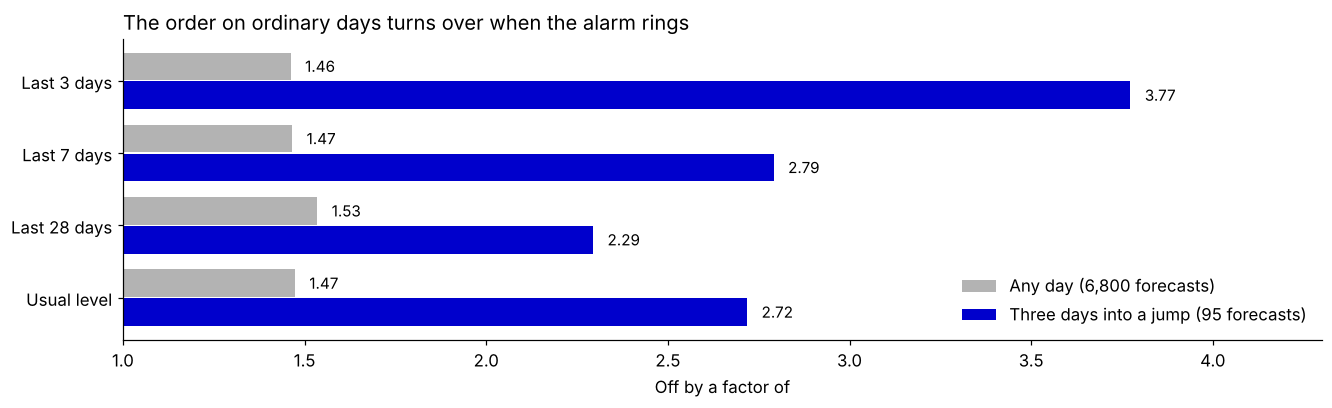 The order on ordinary days turns over when the alarm rings
Last 3 days
1.46
3.77
Last 7 days
1.47
2.79
Last 28 days
1.53
2.29
Usual level
1.47
2.72
Any day (6,800 forecasts)
Three days into a jump (95 forecasts)
1.0 1.5 2.0 2.5 3.0 3.5 4.0
Off by a factor of